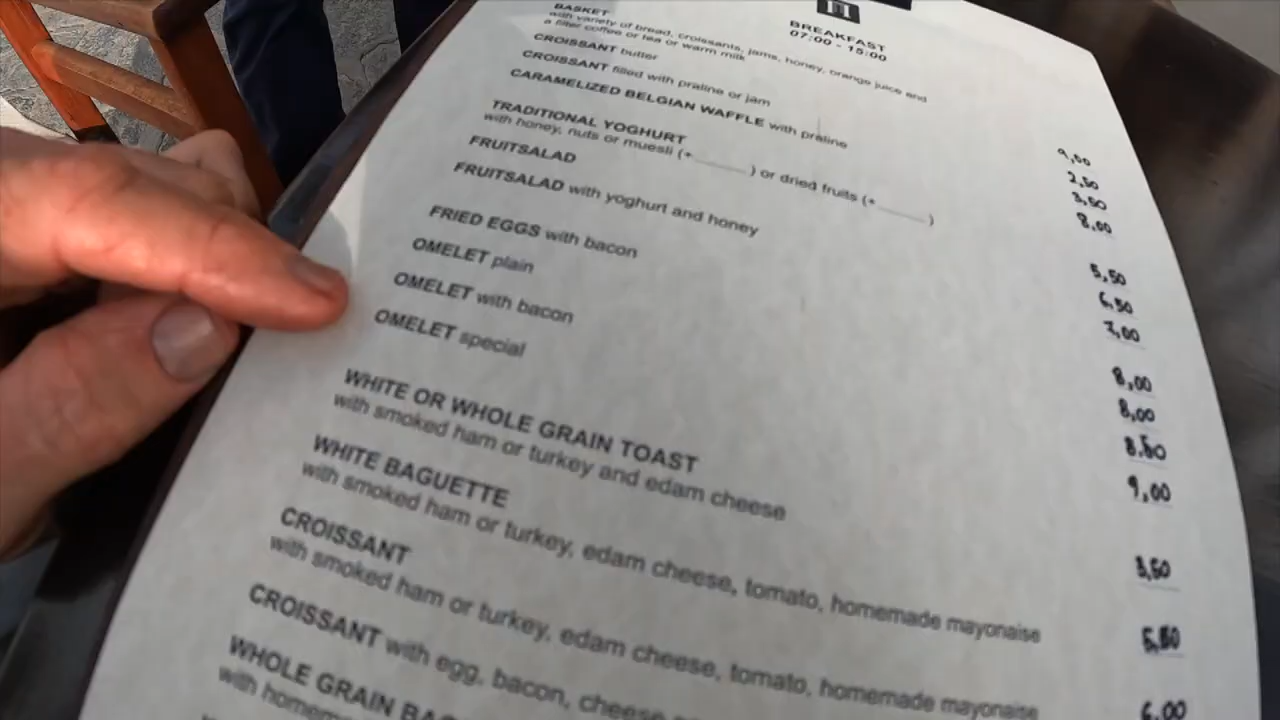 BREAKFAST
07:00 - 15:00
BASKET
with variety of bread, croissants, jams, honey, orange juice and
a filter coffee or tea or warm milk 9,00
CROISSANT butter 2,50
CROISSANT filled with praline or jam 3,50
CARAMELIZED BELGIAN WAFFLE with praline 8,00
TRADITIONAL YOGHURT
with honey, nuts or muesli (+ ______ ) or dried fruits (+ ______ ) 5,50
FRUITSALAD 6,50
FRUITSALAD with yoghurt and honey 7,00
FRIED EGGS with bacon 8,00
OMELET plain 8,00
OMELET with bacon 8,50
OMELET special 9,00
WHITE OR WHOLE GRAIN TOAST
with smoked ham or turkey and edam cheese 3,50
WHITE BAGUETTE
with smoked ham or turkey, edam cheese, tomato, homemade mayonaise 5,50
CROISSANT
with smoked ham or turkey, edam cheese, tomato, homemade mayonaise 6,00
CROISSANT with egg, bacon, cheese
WHOLE GRAIN
with